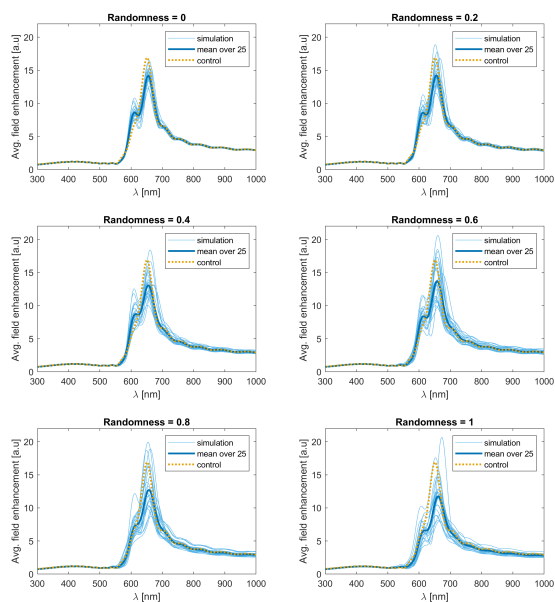 Randomness = 0
Avg. field enhancement [a.u]
20
15
10
5
0
simulation
mean over 25
control
300 400 500 600 700 800 900 1000
λ [nm]
Randomness = 0.2
Avg. field enhancement [a.u]
20
15
10
5
0
simulation
mean over 25
control
300 400 500 600 700 800 900 1000
λ [nm]
Randomness = 0.4
Avg. field enhancement [a.u]
20
15
10
5
0
simulation
mean over 25
control
300 400 500 600 700 800 900 1000
λ [nm]
Randomness = 0.6
Avg. field enhancement [a.u]
20
15
10
5
0
simulation
mean over 25
control
300 400 500 600 700 800 900 1000
λ [nm]
Randomness = 0.8
Avg. field enhancement [a.u]
20
15
10
5
0
simulation
mean over 25
control
300 400 500 600 700 800 900 1000
λ [nm]
Randomness = 1
Avg. field enhancement [a.u]
20
15
10
5
0
simulation
mean over 25
control
300 400 500 600 700 800 900 1000
λ [nm]